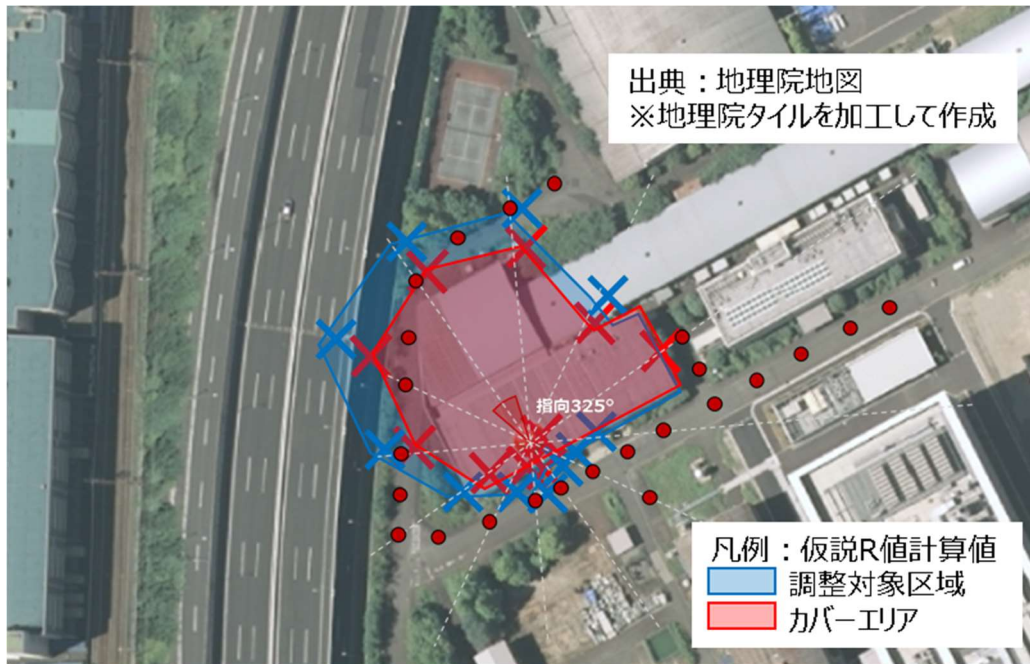 出典：地理院地図
※地理院タイルを加工して作成
指向325°
凡例：仮説R値計算値
調整対象区域
カバーエリア